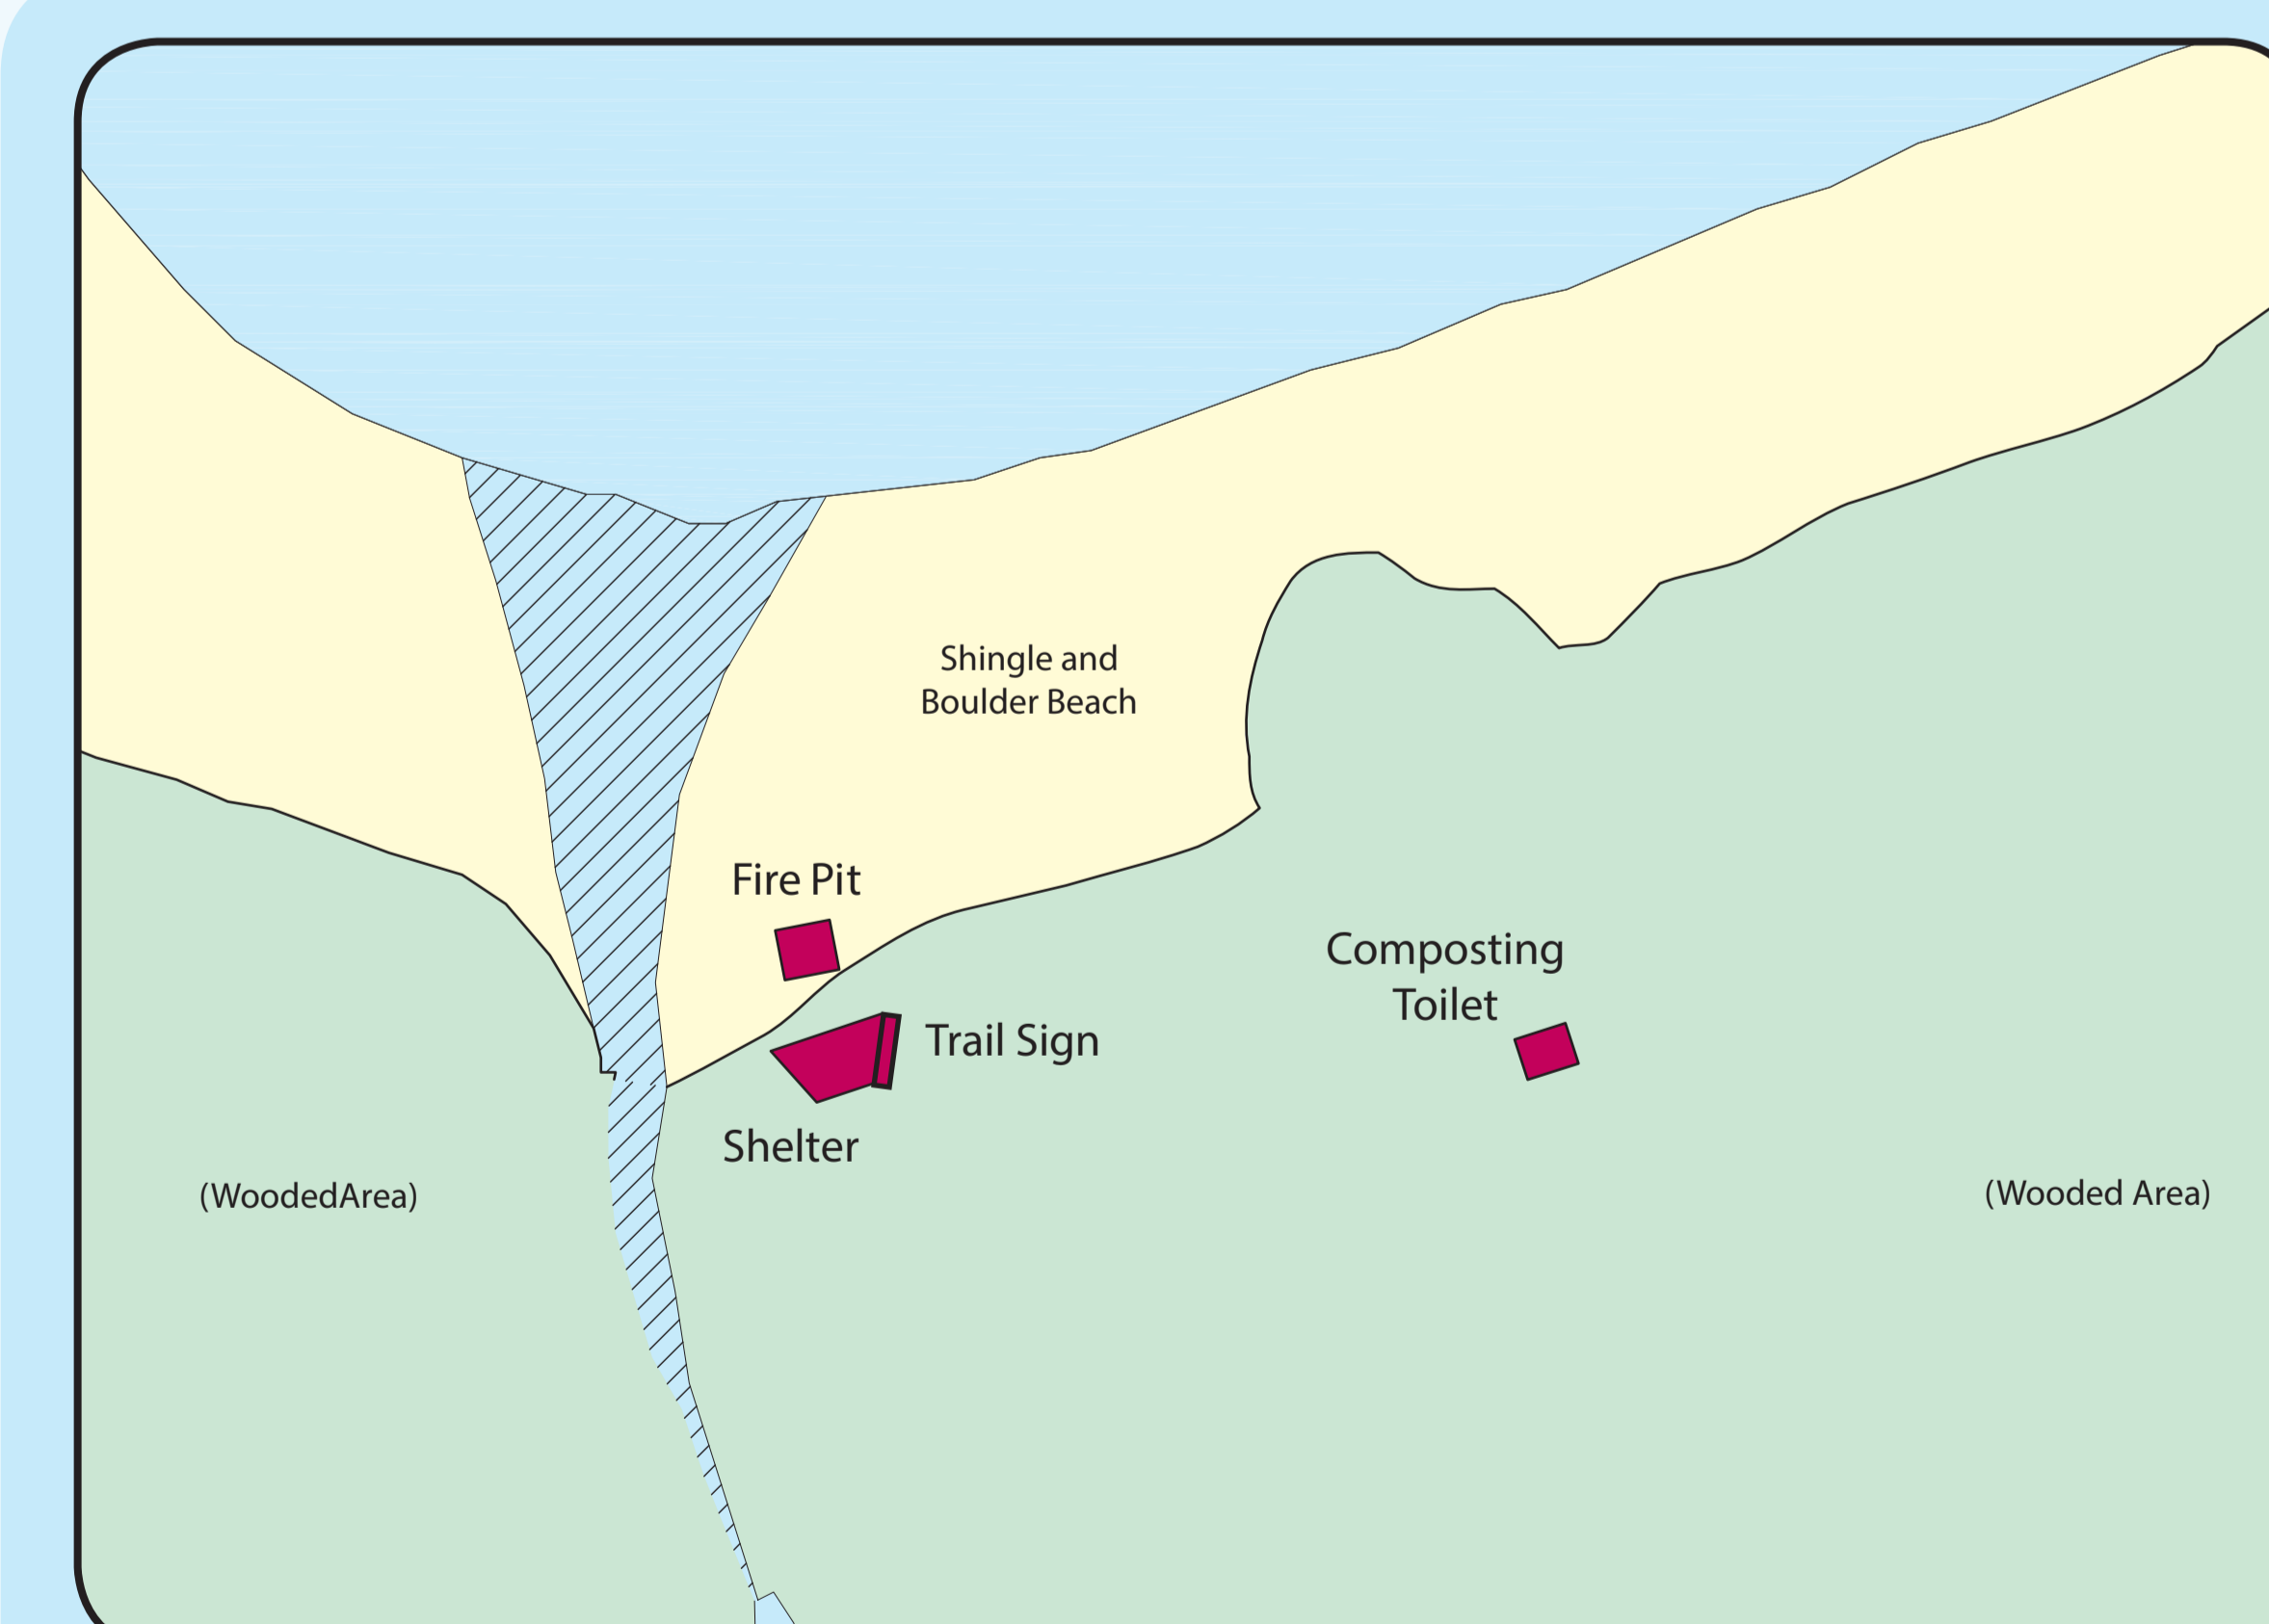 Shingle and
Boulder Beach
Fire Pit
Composting
Toilet
Trail Sign
Shelter
(WoodedArea)
(Wooded Area)